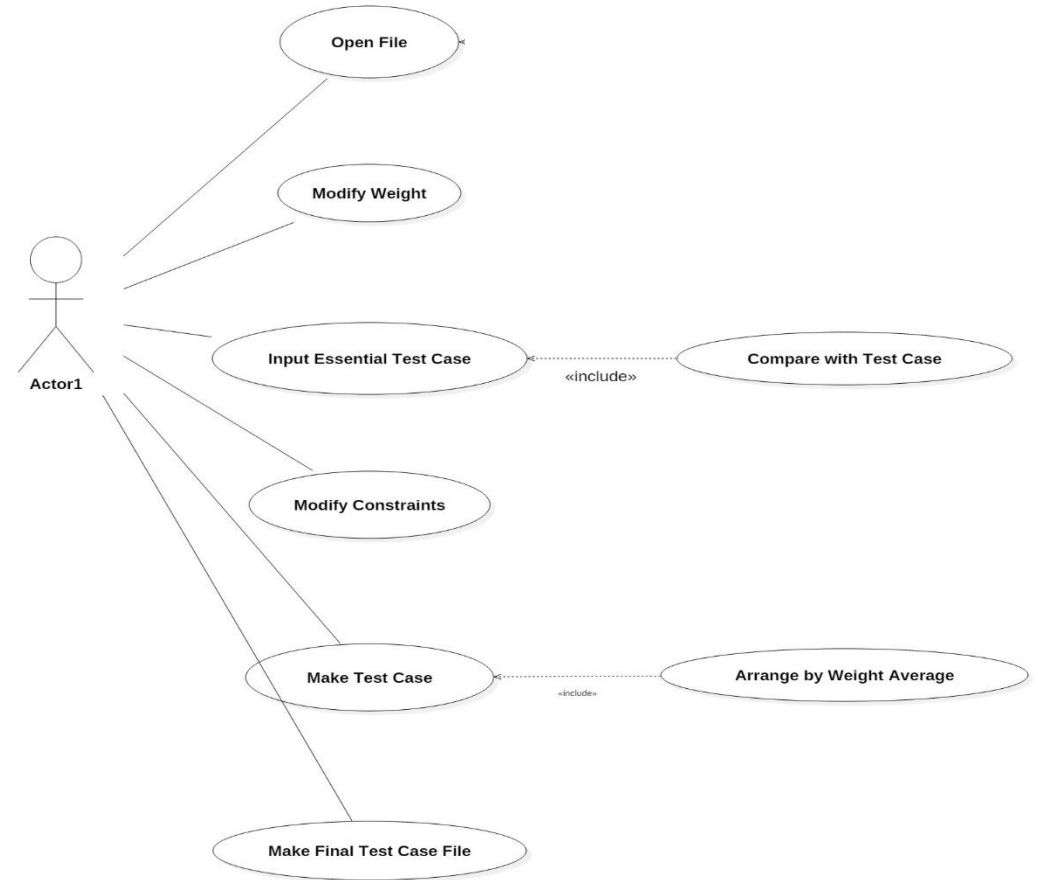 Open File
Modify Weight
Actor1
Input Essential Test Case
«include»
Compare with Test Case
Modify Constraints
Make Test Case
«include»
Arrange by Weight Average
Make Final Test Case File